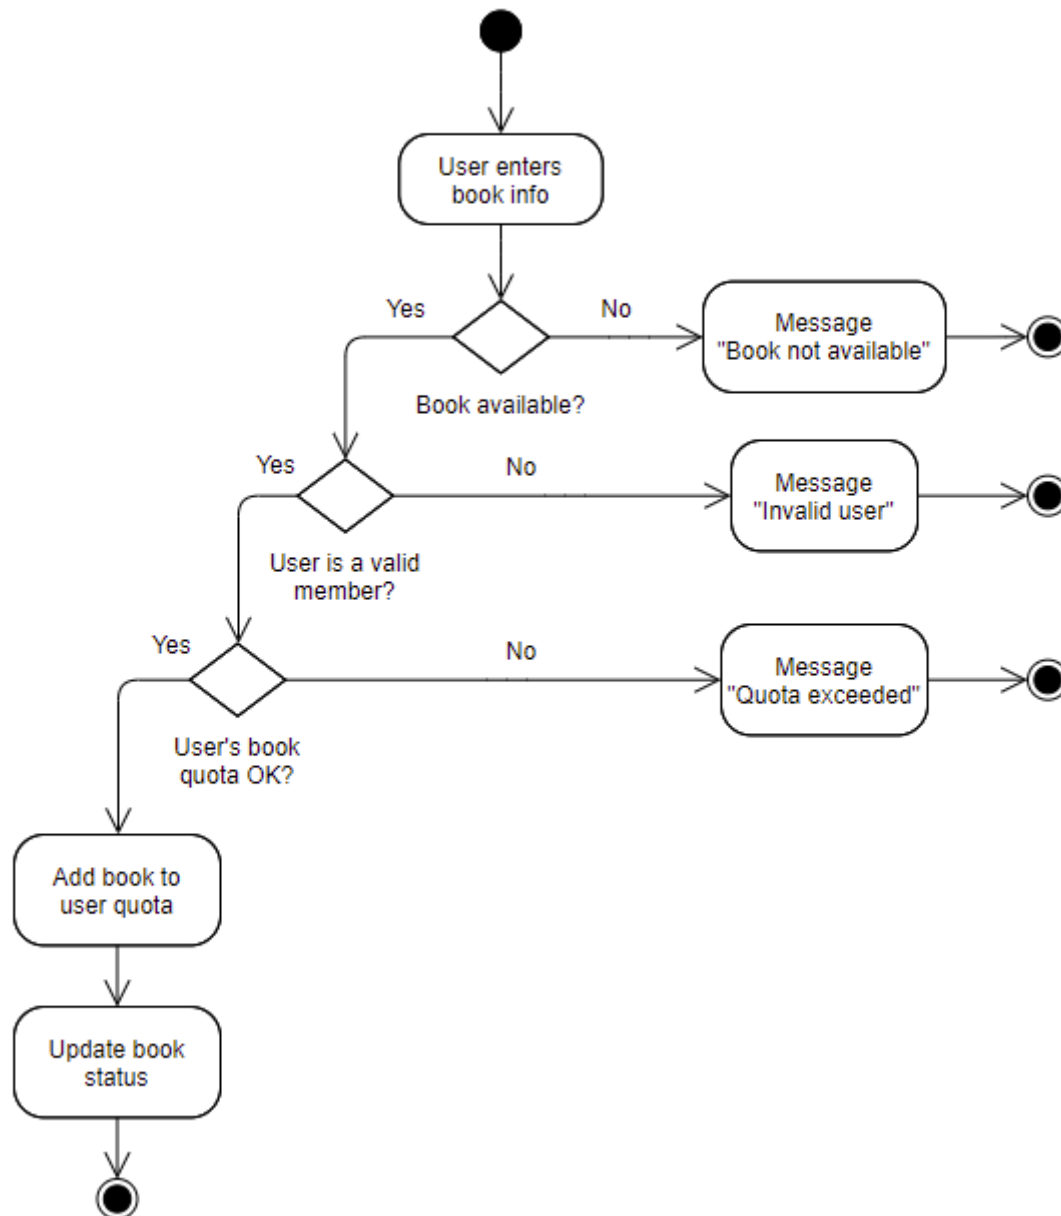 User enters
book info
Yes
No
Message
"Book not available"
Book available?
Yes
No
Message
"Invalid user"
User is a valid
member?
Yes
No
Message
"Quota exceeded"
User's book
quota OK?
Add book to
user quota
Update book
status